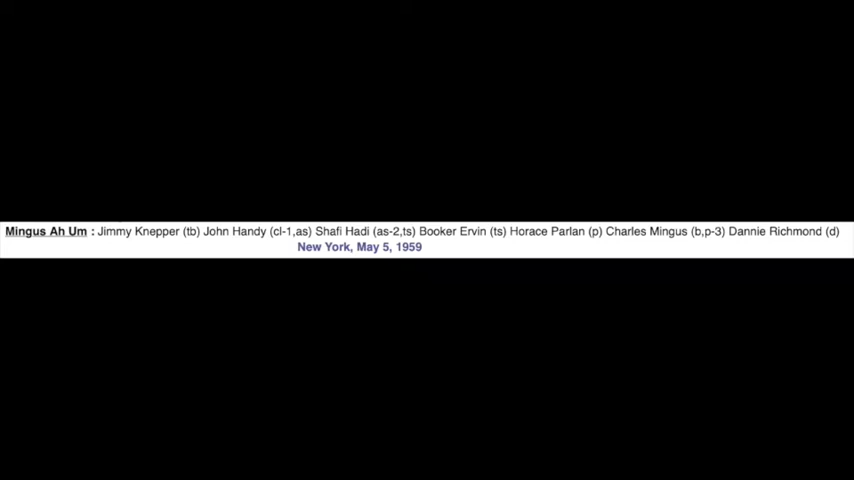 Mingus Ah Um : Jimmy Knepper (tb) John Handy (cl-1,as) Shafi Hadi (as-2,ts) Booker Ervin (ts) Horace Parlan (p) Charles Mingus (b,p-3) Dannie Richmond (d)
New York, May 5, 1959